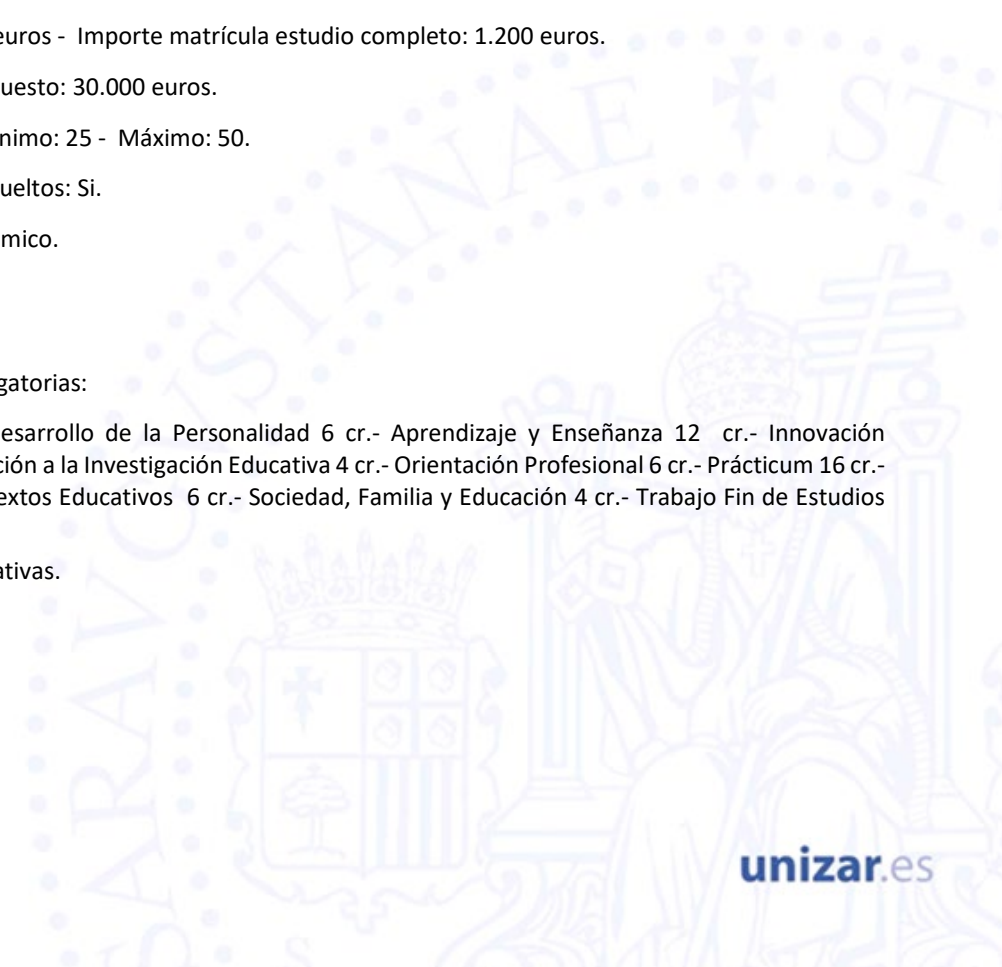 euros - Importe matrícula estudio completo: 1.200 euros.
uesto: 30.000 euros.
nimo: 25 - Máximo: 50.
ueltos: Si.
mico.
gatorias:
esarrollo de la Personalidad 6 cr.- Aprendizaje y Enseñanza 12 cr.- Innovación
ción a la Investigación Educativa 4 cr.- Orientación Profesional 6 cr.- Prácticum 16 cr.-
extos Educativos 6 cr.- Sociedad, Familia y Educación 4 cr.- Trabajo Fin de Estudios
ativas.
unizar.es